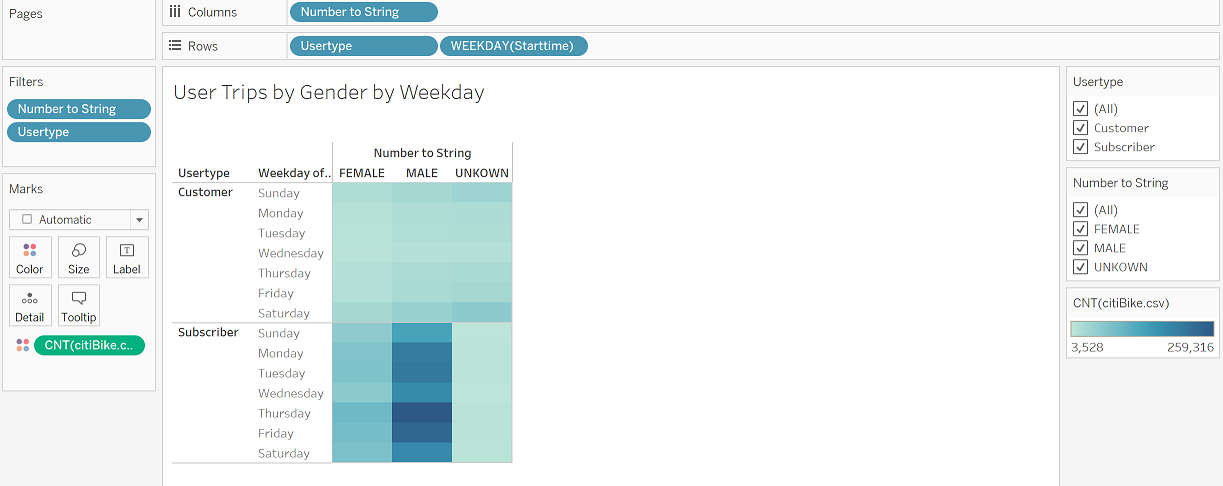 Pages
Columns
Number to String
Rows
Usertype
WEEKDAY(Starttime)
Filters
Number to String
Usertype
Marks
Automatic
Color
Size
Label
Detail
Tooltip
CNT(citiBike.c..
User Trips by Gender by Weekday
Number to String
Usertype Weekday of.. FEMALE MALE UNKOWN
Customer Sunday
Monday
Tuesday
Wednesday
Thursday
Friday
Saturday
Subscriber Sunday
Monday
Tuesday
Wednesday
Thursday
Friday
Saturday
Usertype
(All)
Customer
Subscriber
Number to String
(All)
FEMALE
MALE
UNKOWN
CNT(citiBike.csv)
3,528 259,316